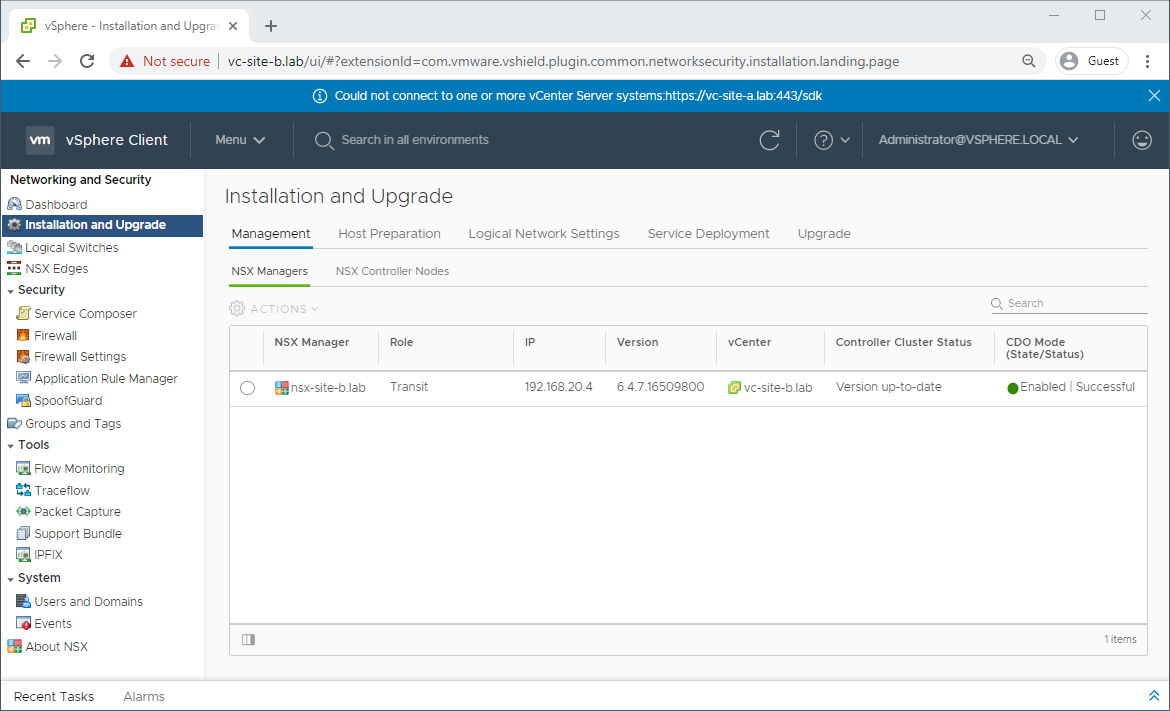 vSphere - Installation and Upgra
Not secure
vc-site-b.lab/ui/#?extensionId=com.vmware.vshield.plugin.common.networksecurity.installation.landing.page
Guest
Could not connect to one or more vCenter Server systems:https://vc-site-a.lab:443/sdk
vm
vSphere Client
Menu
Search in all environments
Administrator@VSPHERE.LOCAL
Networking and Security
Dashboard
Installation and Upgrade
Logical Switches
NSX Edges
Security
Service Composer
Firewall
Firewall Settings
Application Rule Manager
SpoofGuard
Groups and Tags
Tools
Flow Monitoring
Traceflow
Packet Capture
Support Bundle
IPFIX
System
Users and Domains
Events
About NSX
Installation and Upgrade
Management Host Preparation Logical Network Settings Service Deployment Upgrade
NSX Managers NSX Controller Nodes
ACTIONS
Search
NSX Manager Role IP Version vCenter Controller Cluster Status CDO Mode
(State/Status)
nsx-site-b.lab Transit 192.168.20.4 6.4.7.16509800 vc-site-b.lab Version up-to-date Enabled | Successful
1 items
Recent Tasks Alarms